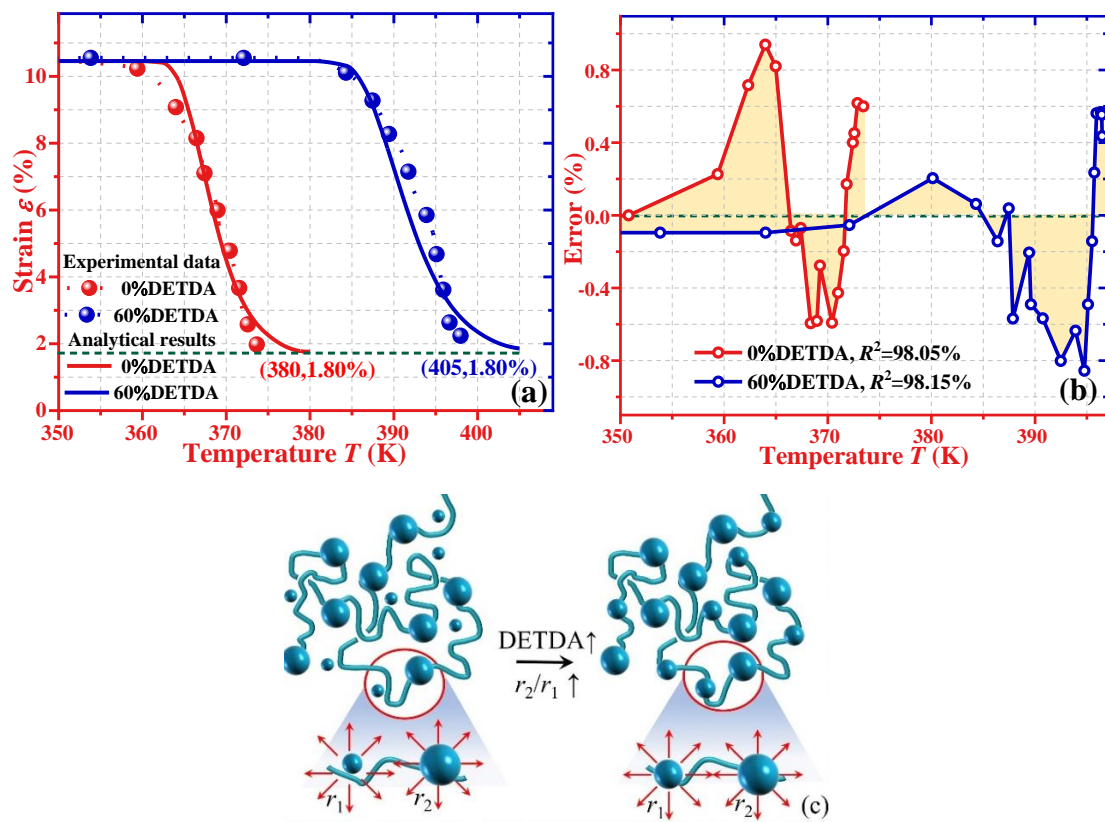 Strain ε (%)
10
8
6
4
2
0
Experimental data
0%DETDA
60%DETDA
Analytical results
0%DETDA
60%DETDA
(380,1.80%)
(405,1.80%)
(a)
350
360
370
380
390
400
Temperature T (K)
Error (%)
0.8
0.4
0.0
-0.4
-0.8
0%DETDA, R²=98.05%
60%DETDA, R²=98.15%
(b)
350
360
370
380
390
Temperature T (K)
DETDA↑
r₂/r₁ ↑
r₁
r₂
r₁
r₂
(c)